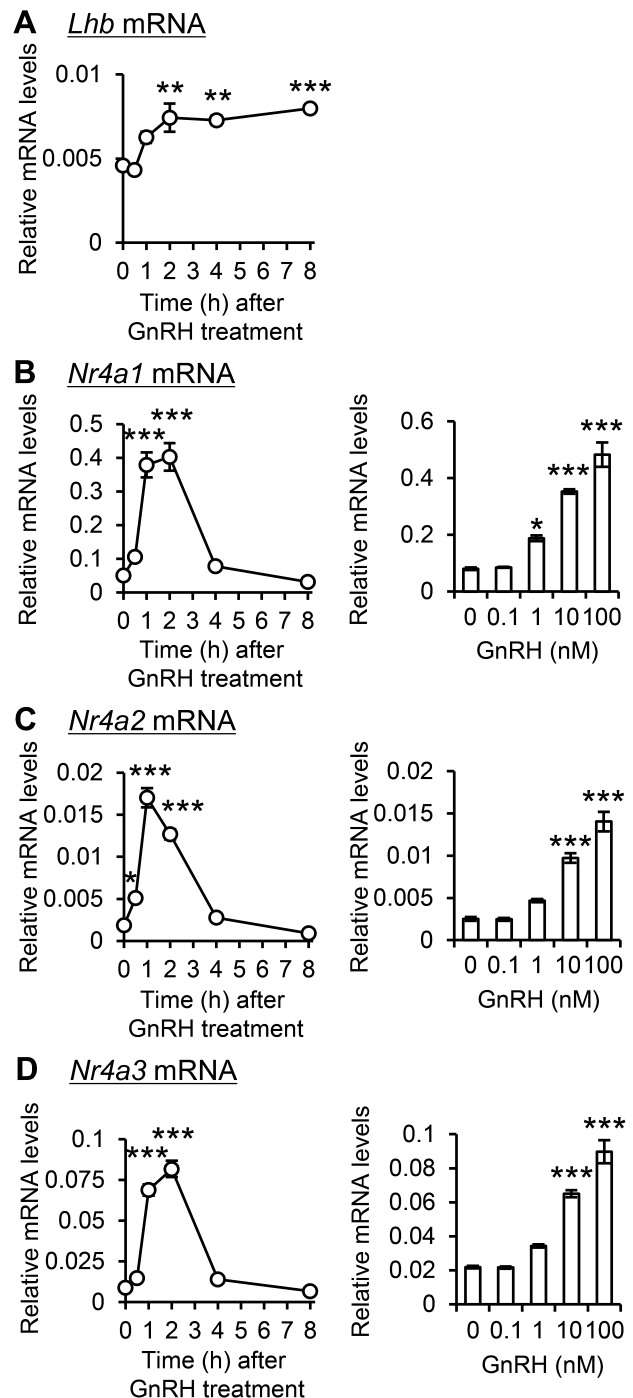 A Lhb mRNA
Relative mRNA levels
0.01
0.005
0
** ** ***
0 1 2 3 4 5 6 7 8
Time (h) after
GnRH treatment
B Nr4a1 mRNA
Relative mRNA levels
0.5
0.4
0.3
0.2
0.1
0
***
***
0 1 2 3 4 5 6 7 8
Time (h) after
GnRH treatment
Relative mRNA levels
0.6
0.4
0.2
0
***
***
*
0 0.1 1 10 100
GnRH (nM)
C Nr4a2 mRNA
Relative mRNA levels
0.02
0.015
0.01
0.005
0
***
***
*
0 1 2 3 4 5 6 7 8
Time (h) after
GnRH treatment
Relative mRNA levels
0.02
0.015
0.01
0.005
0
***
***
0 0.1 1 10 100
GnRH (nM)
D Nr4a3 mRNA
Relative mRNA levels
0.1
0.075
0.05
0.025
0
***
***
0 1 2 3 4 5 6 7 8
Time (h) after
GnRH treatment
Relative mRNA levels
0.1
0.08
0.06
0.04
0.02
0
***
***
0 0.1 1 10 100
GnRH (nM)